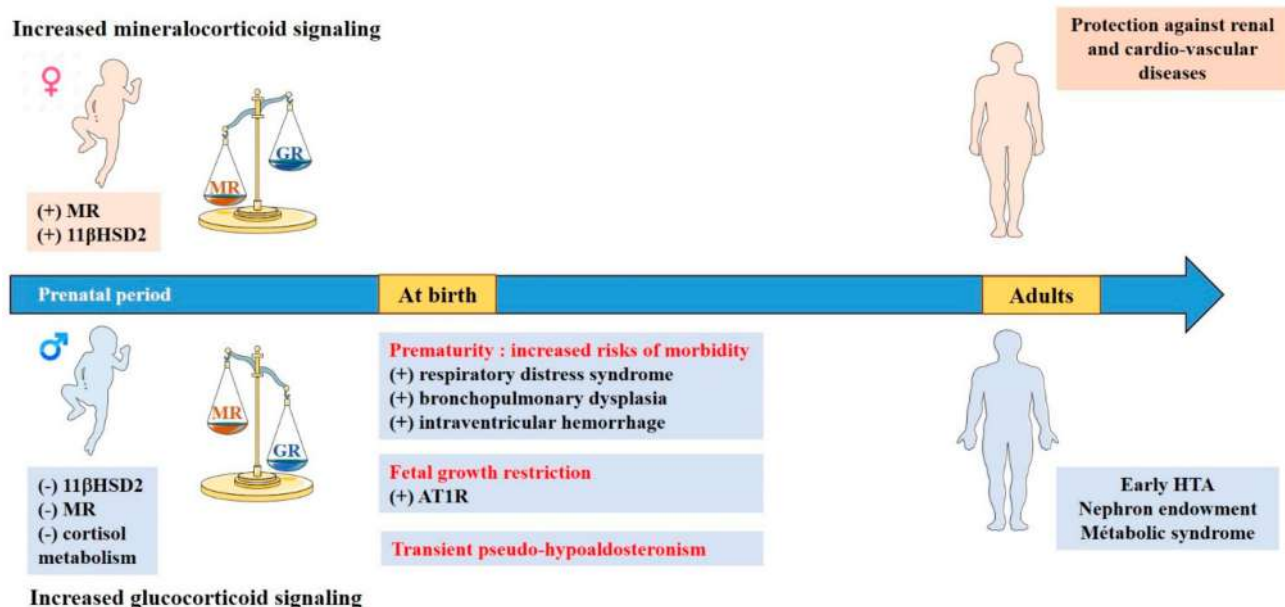 Increased mineralocorticoid signaling
♀
MR
GR
(+) MR
(+) 11βHSD2
Protection against renal
and cardio-vascular
diseases
Prenatal period
At birth
Adults
♂
MR
GR
(-) 11βHSD2
(-) MR
(-) cortisol
metabolism
Increased glucocorticoid signaling
Prematurity : increased risks of morbidity
(+) respiratory distress syndrome
(+) bronchopulmonary dysplasia
(+) intraventricular hemorrhage
Fetal growth restriction
(+) AT1R
Transient pseudo-hypoaldosteronism
Early HTA
Nephron endowment
Métabolic syndrome